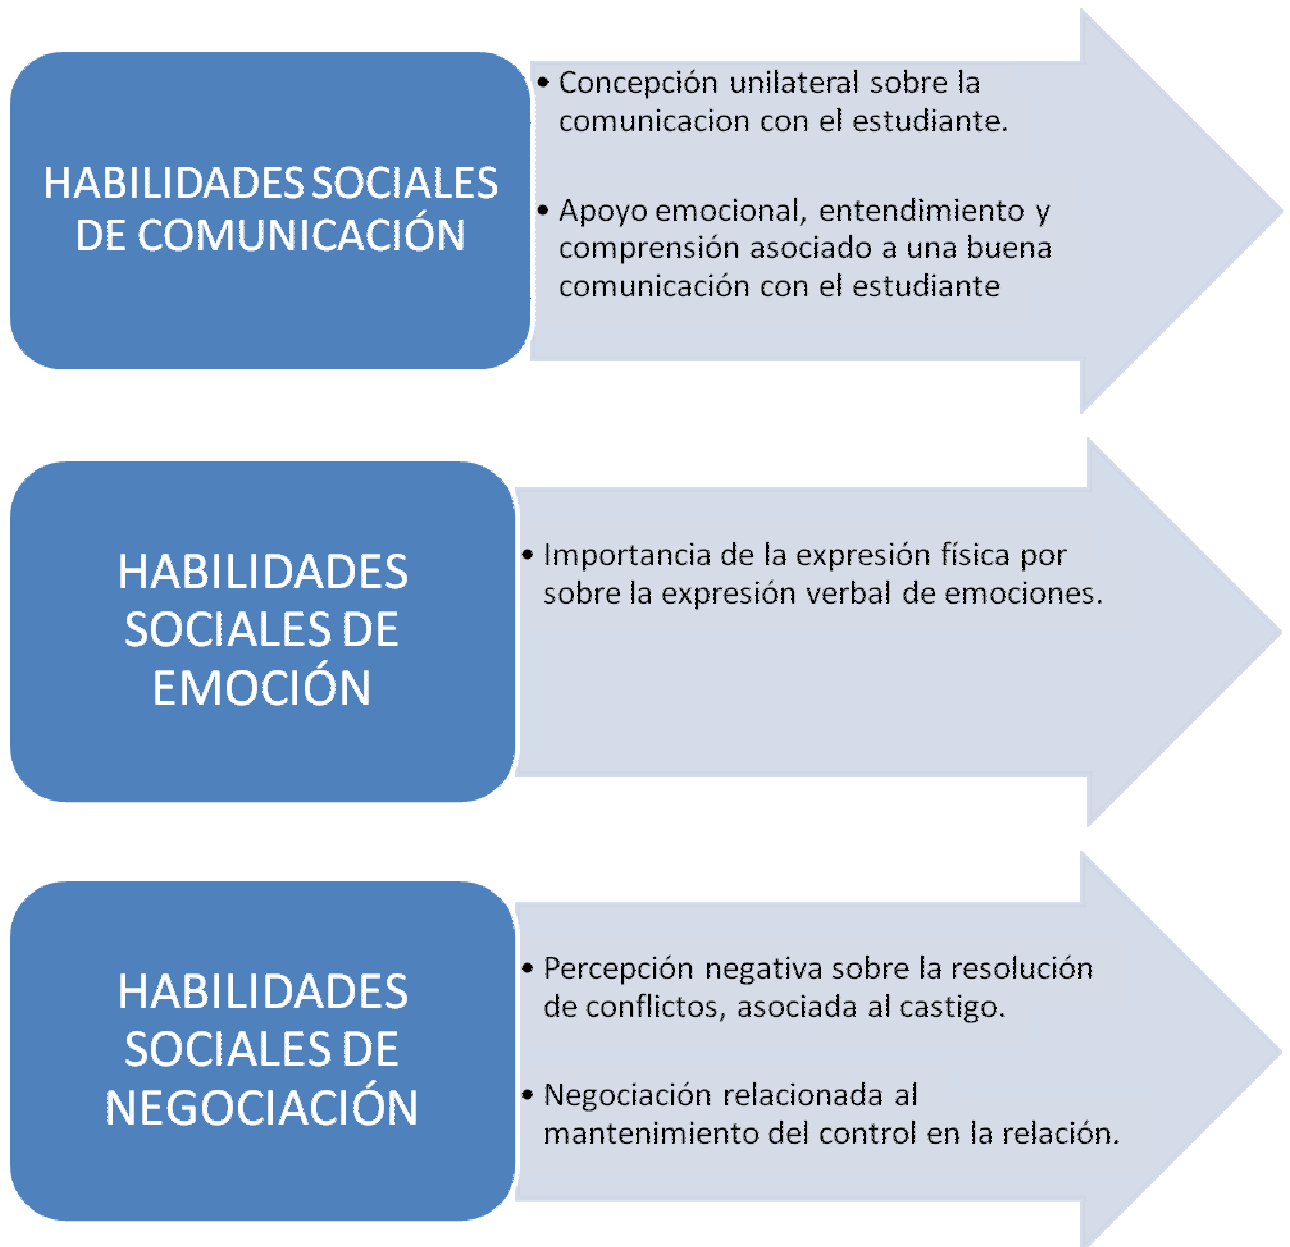 HABILIDADES SOCIALES
DE COMUNICACIÓN
• Concepción unilateral sobre la
comunicacion con el estudiante.
• Apoyo emocional, entendimiento y
comprensión asociado a una buena
comunicación con el estudiante
HABILIDADES
SOCIALES DE
EMOCIÓN
• Importancia de la expresión física por
sobre la expresión verbal de emociones.
HABILIDADES
SOCIALES DE
NEGOCIACIÓN
• Percepción negativa sobre la resolución
de conflictos, asociada al castigo.
• Negociación relacionada al
mantenimiento del control en la relación.